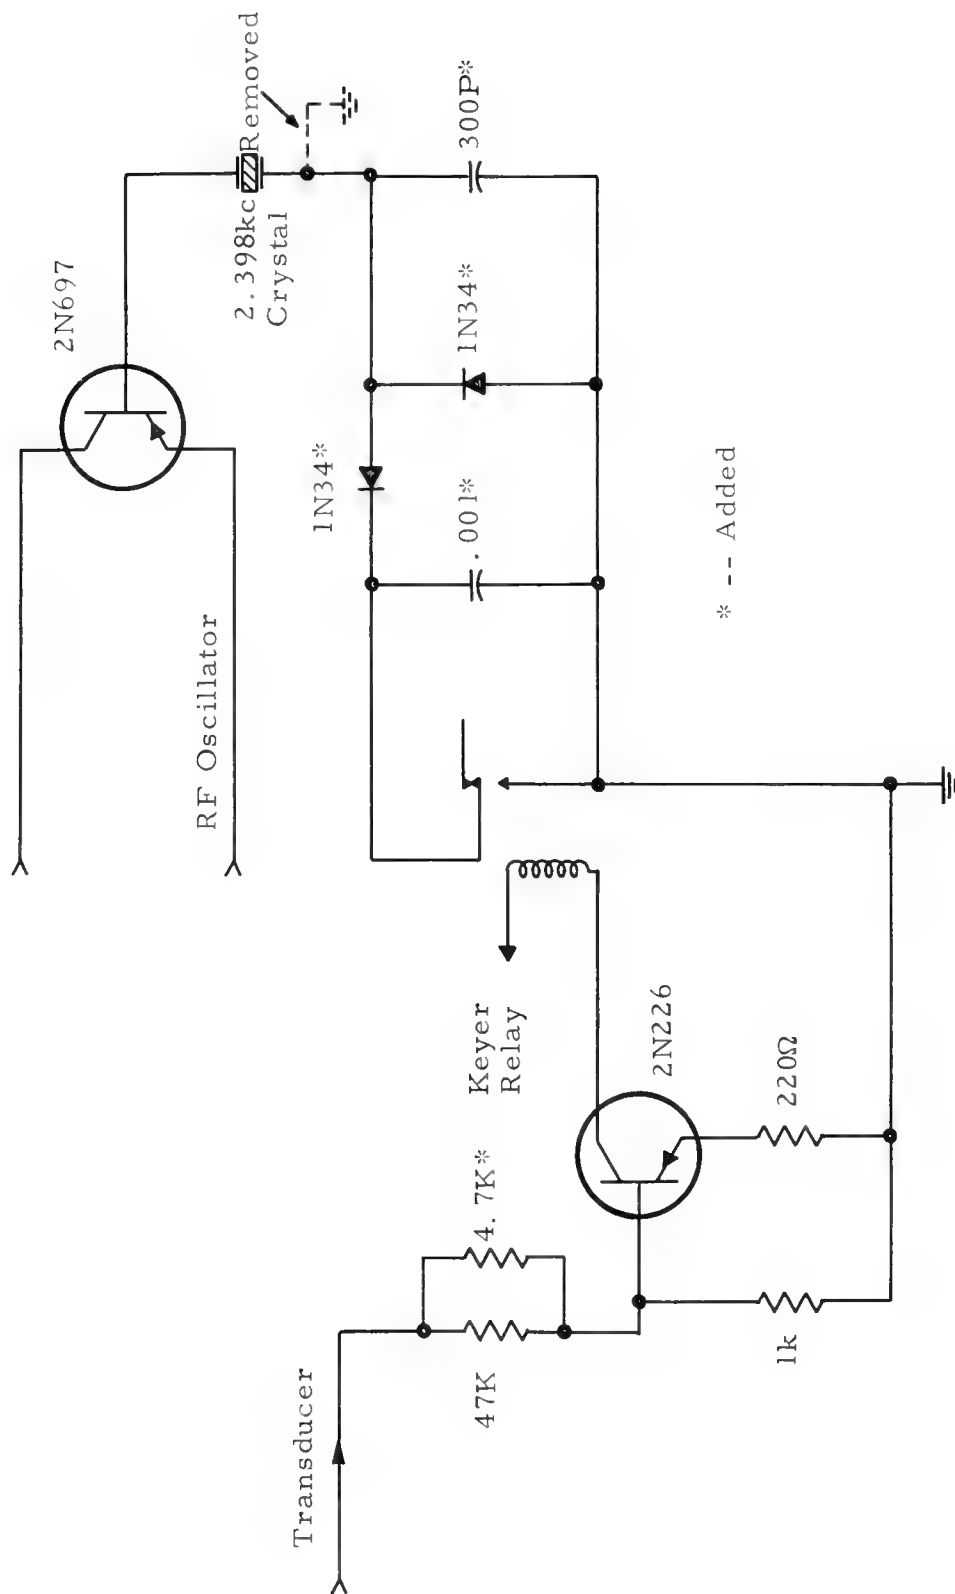 Transducer
47K
4.7K*
1k
220Ω
2N226
Keyer
Relay
RF Oscillator
2N697
2.398kc
Crystal
Removed
1N34*
.001*
1N34*
300P*
* -- Added